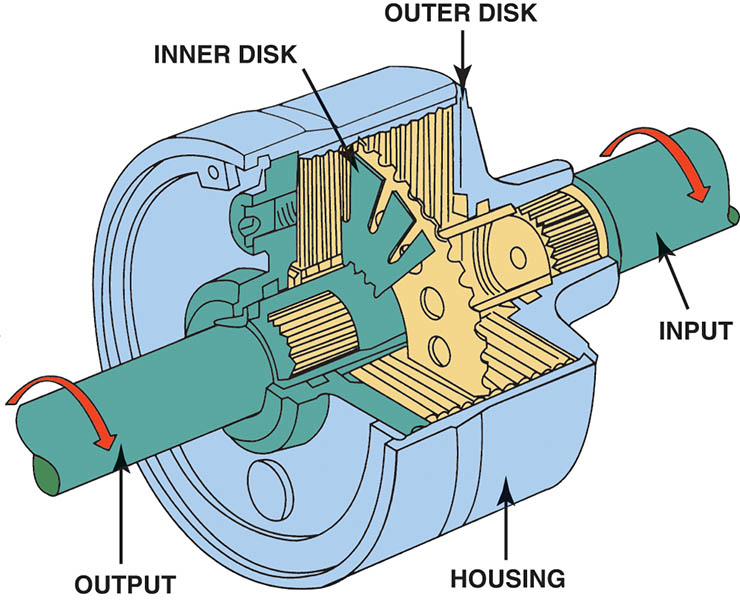 OUTER DISK
INNER DISK
INPUT
HOUSING
OUTPUT